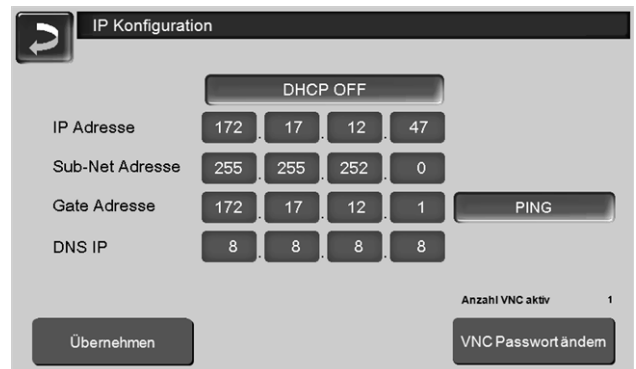 IP Konfiguration
DHCP OFF
IP Adresse 172 . 17 . 12 . 47
Sub-Net Adresse 255 . 255 . 252 . 0
Gate Adresse 172 . 17 . 12 . 1 PING
DNS IP 8 . 8 . 8 . 8
Anzahl VNC aktiv 1
Übernehmen VNC Passwort ändern